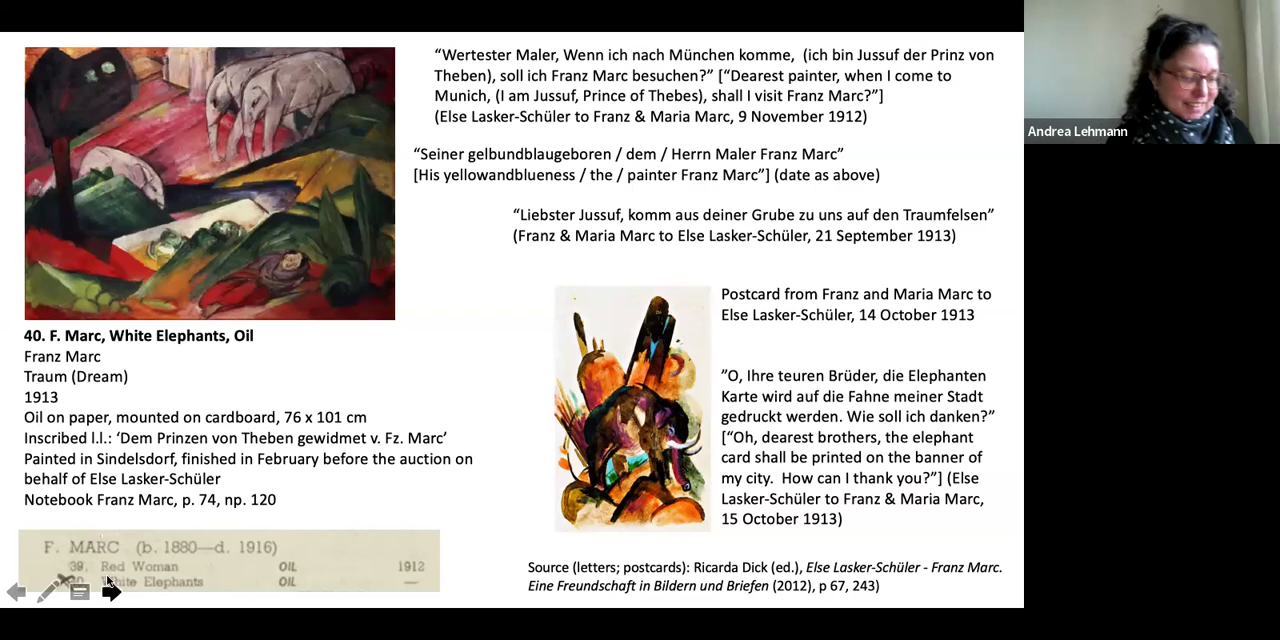 “Wertester Maler, Wenn ich nach München komme, (ich bin Jussuf der Prinz von
Theben), soll ich Franz Marc besuchen?” [“Dearest painter, when I come to
Munich, (I am Jussuf, Prince of Thebes), shall I visit Franz Marc?”]
(Else Lasker-Schüler to Franz & Maria Marc, 9 November 1912)
“Seiner gelbundblaugeboren / dem / Herrn Maler Franz Marc”
[His yellowandblueness / the / painter Franz Marc”] (date as above)
“Liebster Jussuf, komm aus deiner Grube zu uns auf den Traumfelsen”
(Franz & Maria Marc to Else Lasker-Schüler, 21 September 1913)
Andrea Lehmann
40. F. Marc, White Elephants, Oil
Franz Marc
Traum (Dream)
1913
Oil on paper, mounted on cardboard, 76 x 101 cm
Inscribed l.l.: ‘Dem Prinzen von Theben gewidmet v. Fz. Marc’
Painted in Sindelsdorf, finished in February before the auction on
behalf of Else Lasker-Schüler
Notebook Franz Marc, p. 74, np. 120
Postcard from Franz and Maria Marc to
Else Lasker-Schüler, 14 October 1913
”O, Ihre teuren Brüder, die Elephanten
Karte wird auf die Fahne meiner Stadt
gedruckt werden. Wie soll ich danken?”
[“Oh, dearest brothers, the elephant
card shall be printed on the banner of
my city. How can I thank you?”] (Else
Lasker-Schüler to Franz & Maria Marc,
15 October 1913)
F. MARC (b. 1880—d. 1916)
39. Red Woman OIL 1912
White Elephants OIL —
Source (letters; postcards): Ricarda Dick (ed.), Else Lasker-Schüler - Franz Marc.
Eine Freundschaft in Bildern und Briefen (2012), p 67, 243)